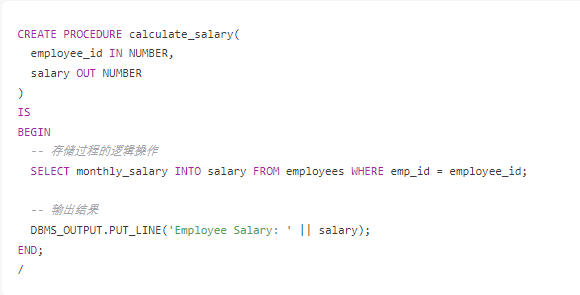 CREATE PROCEDURE calculate_salary(
  employee_id IN NUMBER,
  salary OUT NUMBER
)
IS
BEGIN
  -- 存储过程的逻辑操作
  SELECT monthly_salary INTO salary FROM employees WHERE emp_id = employee_id;

  -- 输出结果
  DBMS_OUTPUT.PUT_LINE('Employee Salary: ' || salary);
END;
/